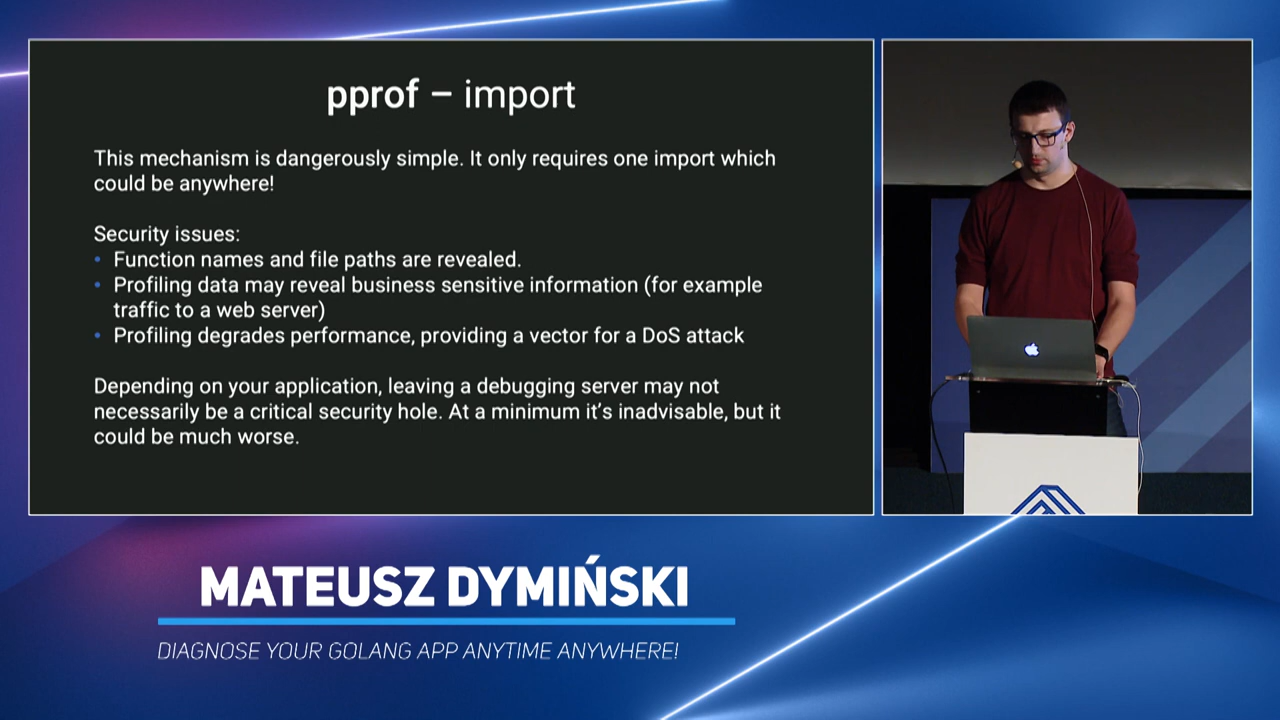 pprof – import
This mechanism is dangerously simple. It only requires one import which
could be anywhere!
Security issues:
• Function names and file paths are revealed.
• Profiling data may reveal business sensitive information (for example
traffic to a web server)
• Profiling degrades performance, providing a vector for a DoS attack
Depending on your application, leaving a debugging server may not
necessarily be a critical security hole. At a minimum it’s inadvisable, but it
could be much worse.
MATEUSZ DYMIŃSKI
DIAGNOSE YOUR GOLANG APP ANYTIME ANYWHERE!